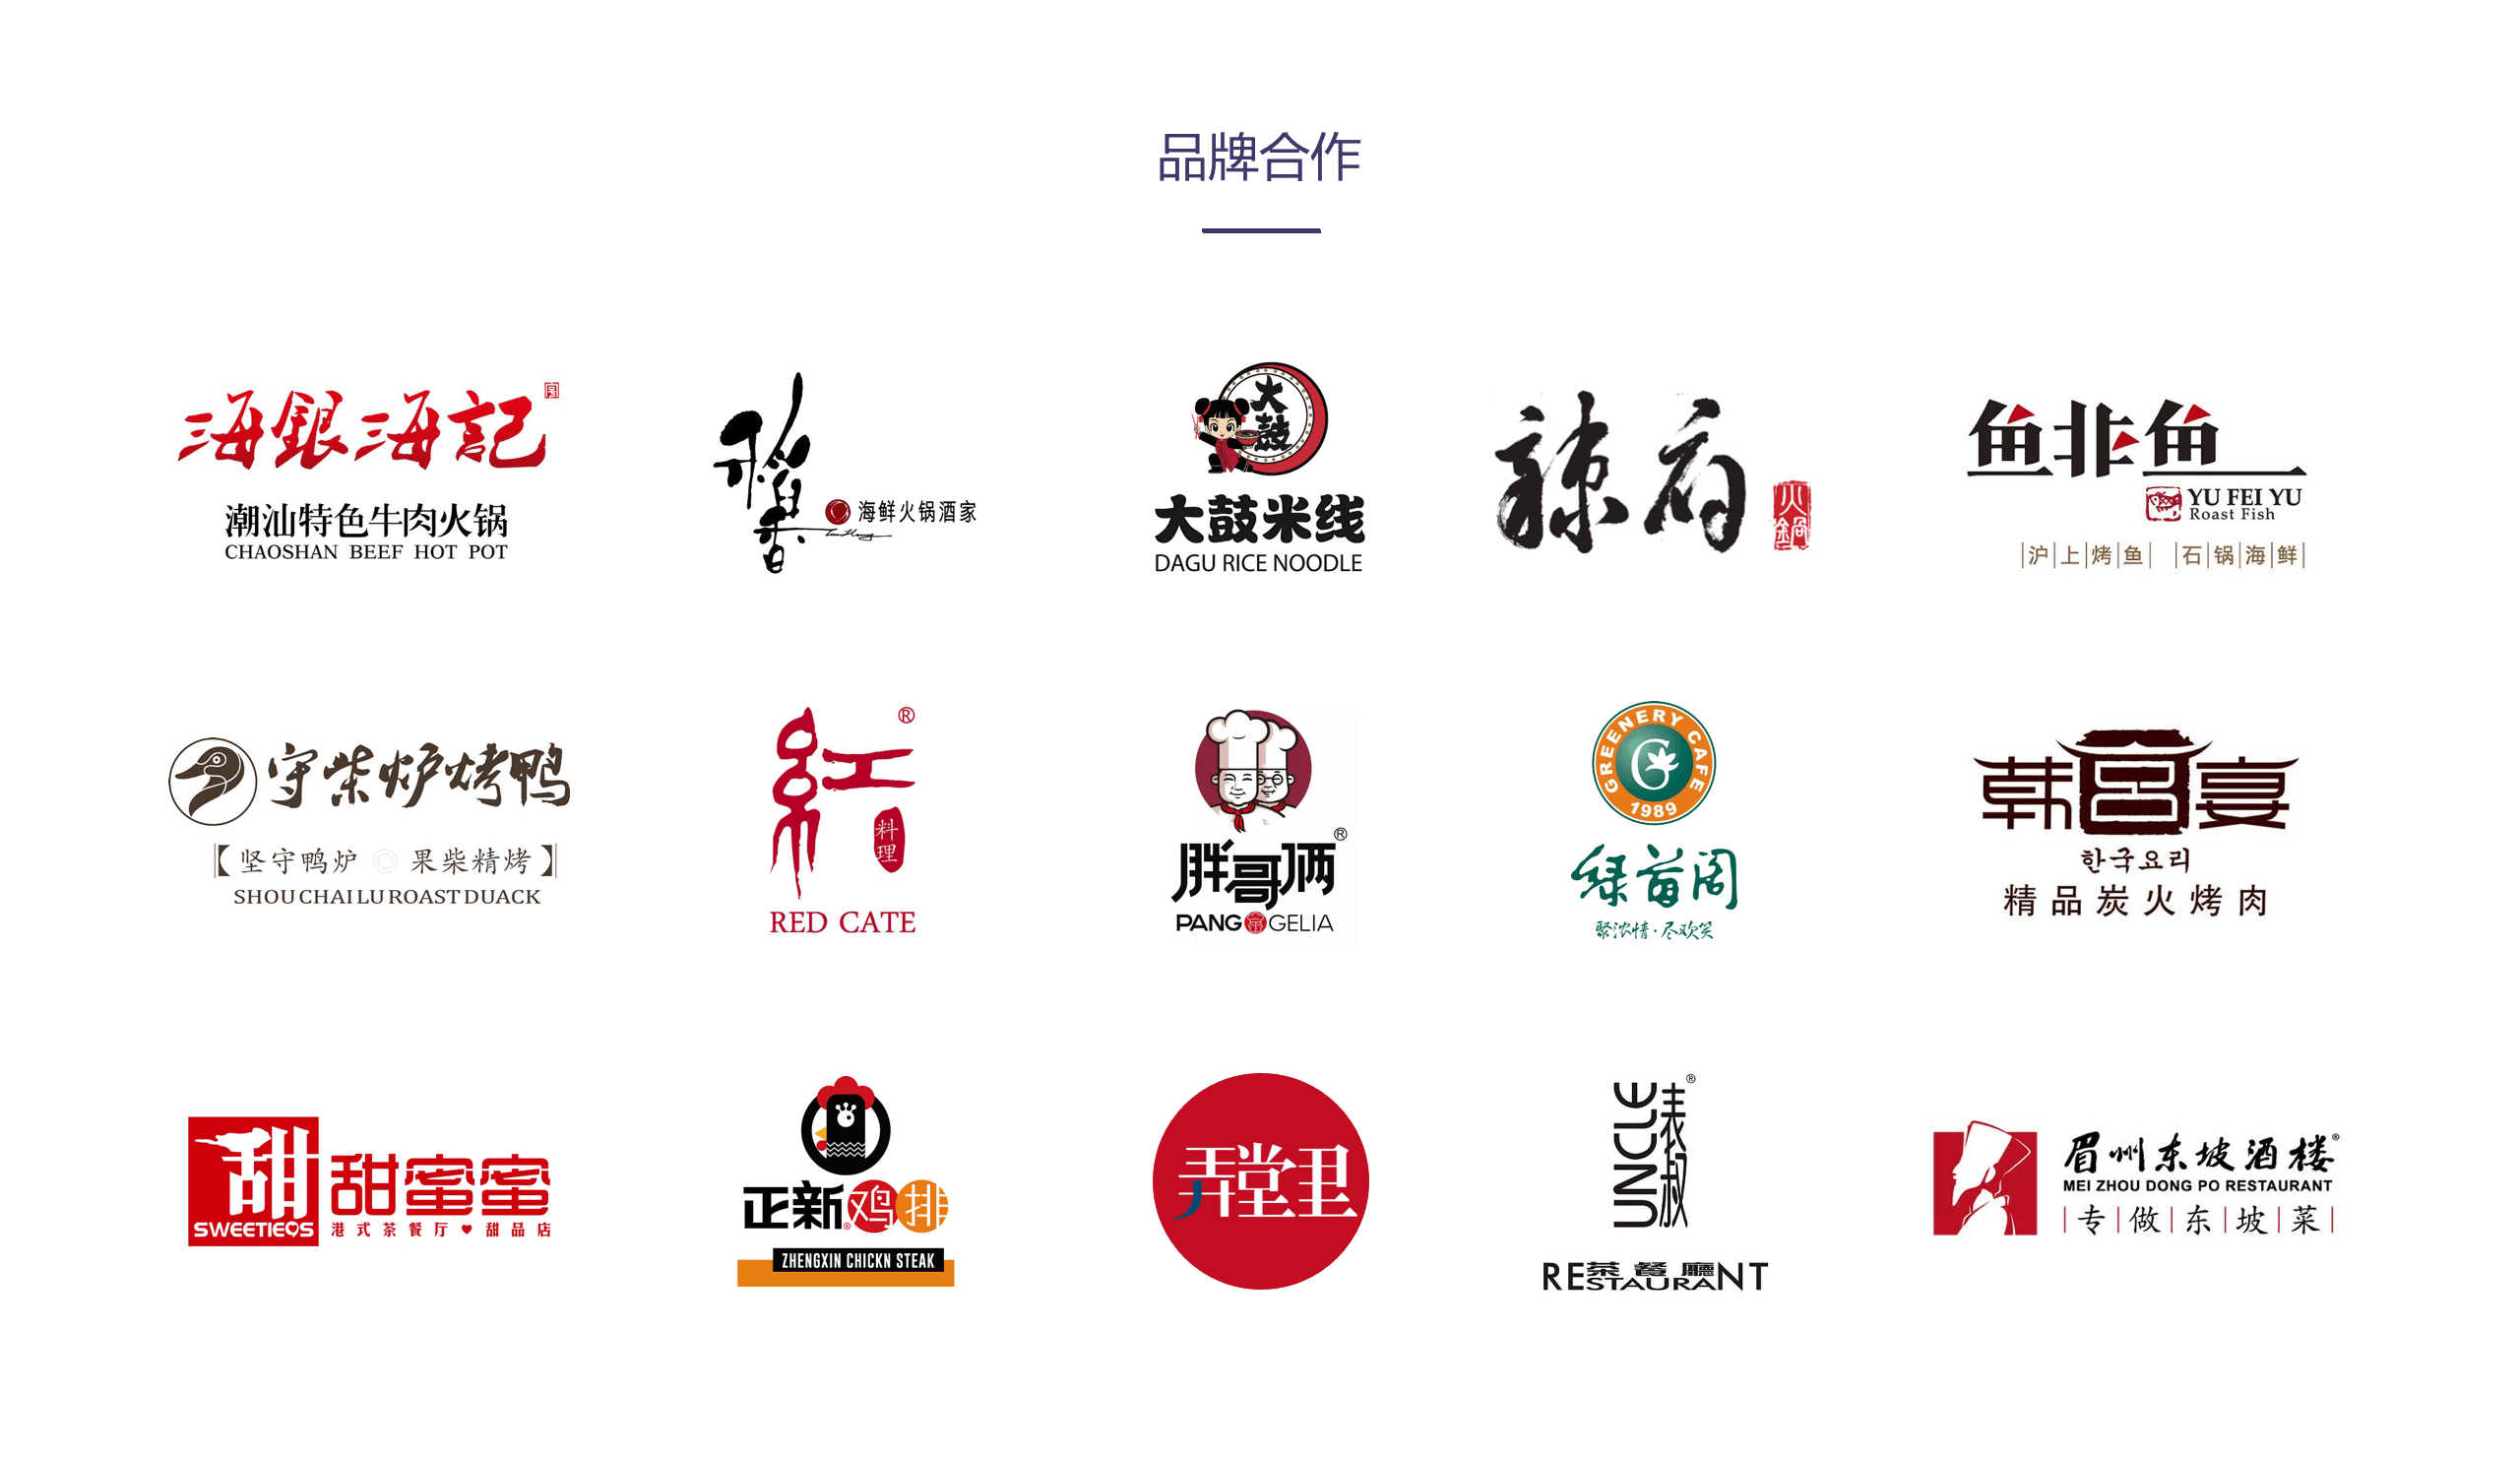 品牌合作
海銀海記
潮汕特色牛肉火锅
CHAOSHAN BEEF HOT POT
海鲜火锅酒家
大鼓
大鼓米线
DAGU RICE NOODLE
辣府
火鍋
鱼非鱼
YU FEI YU
Roast Fish
沪上烤鱼 石锅海鲜
守柴炉烤鸭
【坚守鸭炉 ◎ 果柴精烤】
SHOU CHAI LU ROAST DUACK
紅®
料理
RED CATE
胖哥俩®
PANG GELIA
GREENERY CAFE
1989
绿茵阁
聚浓情·尽欢笑
韩宫宴
한국요리
精品炭火烤肉
甜
SWEETIEOS
甜蜜蜜
港式茶餐厅♥甜品店
正新鸡排®
ZHENGXIN CHICKN STEAK
弄堂里
UNCLE
表叔®
茶餐廳
RESTAURANT
眉州东坡酒楼®
MEI ZHOU DONG PO RESTAURANT
专做东坡菜